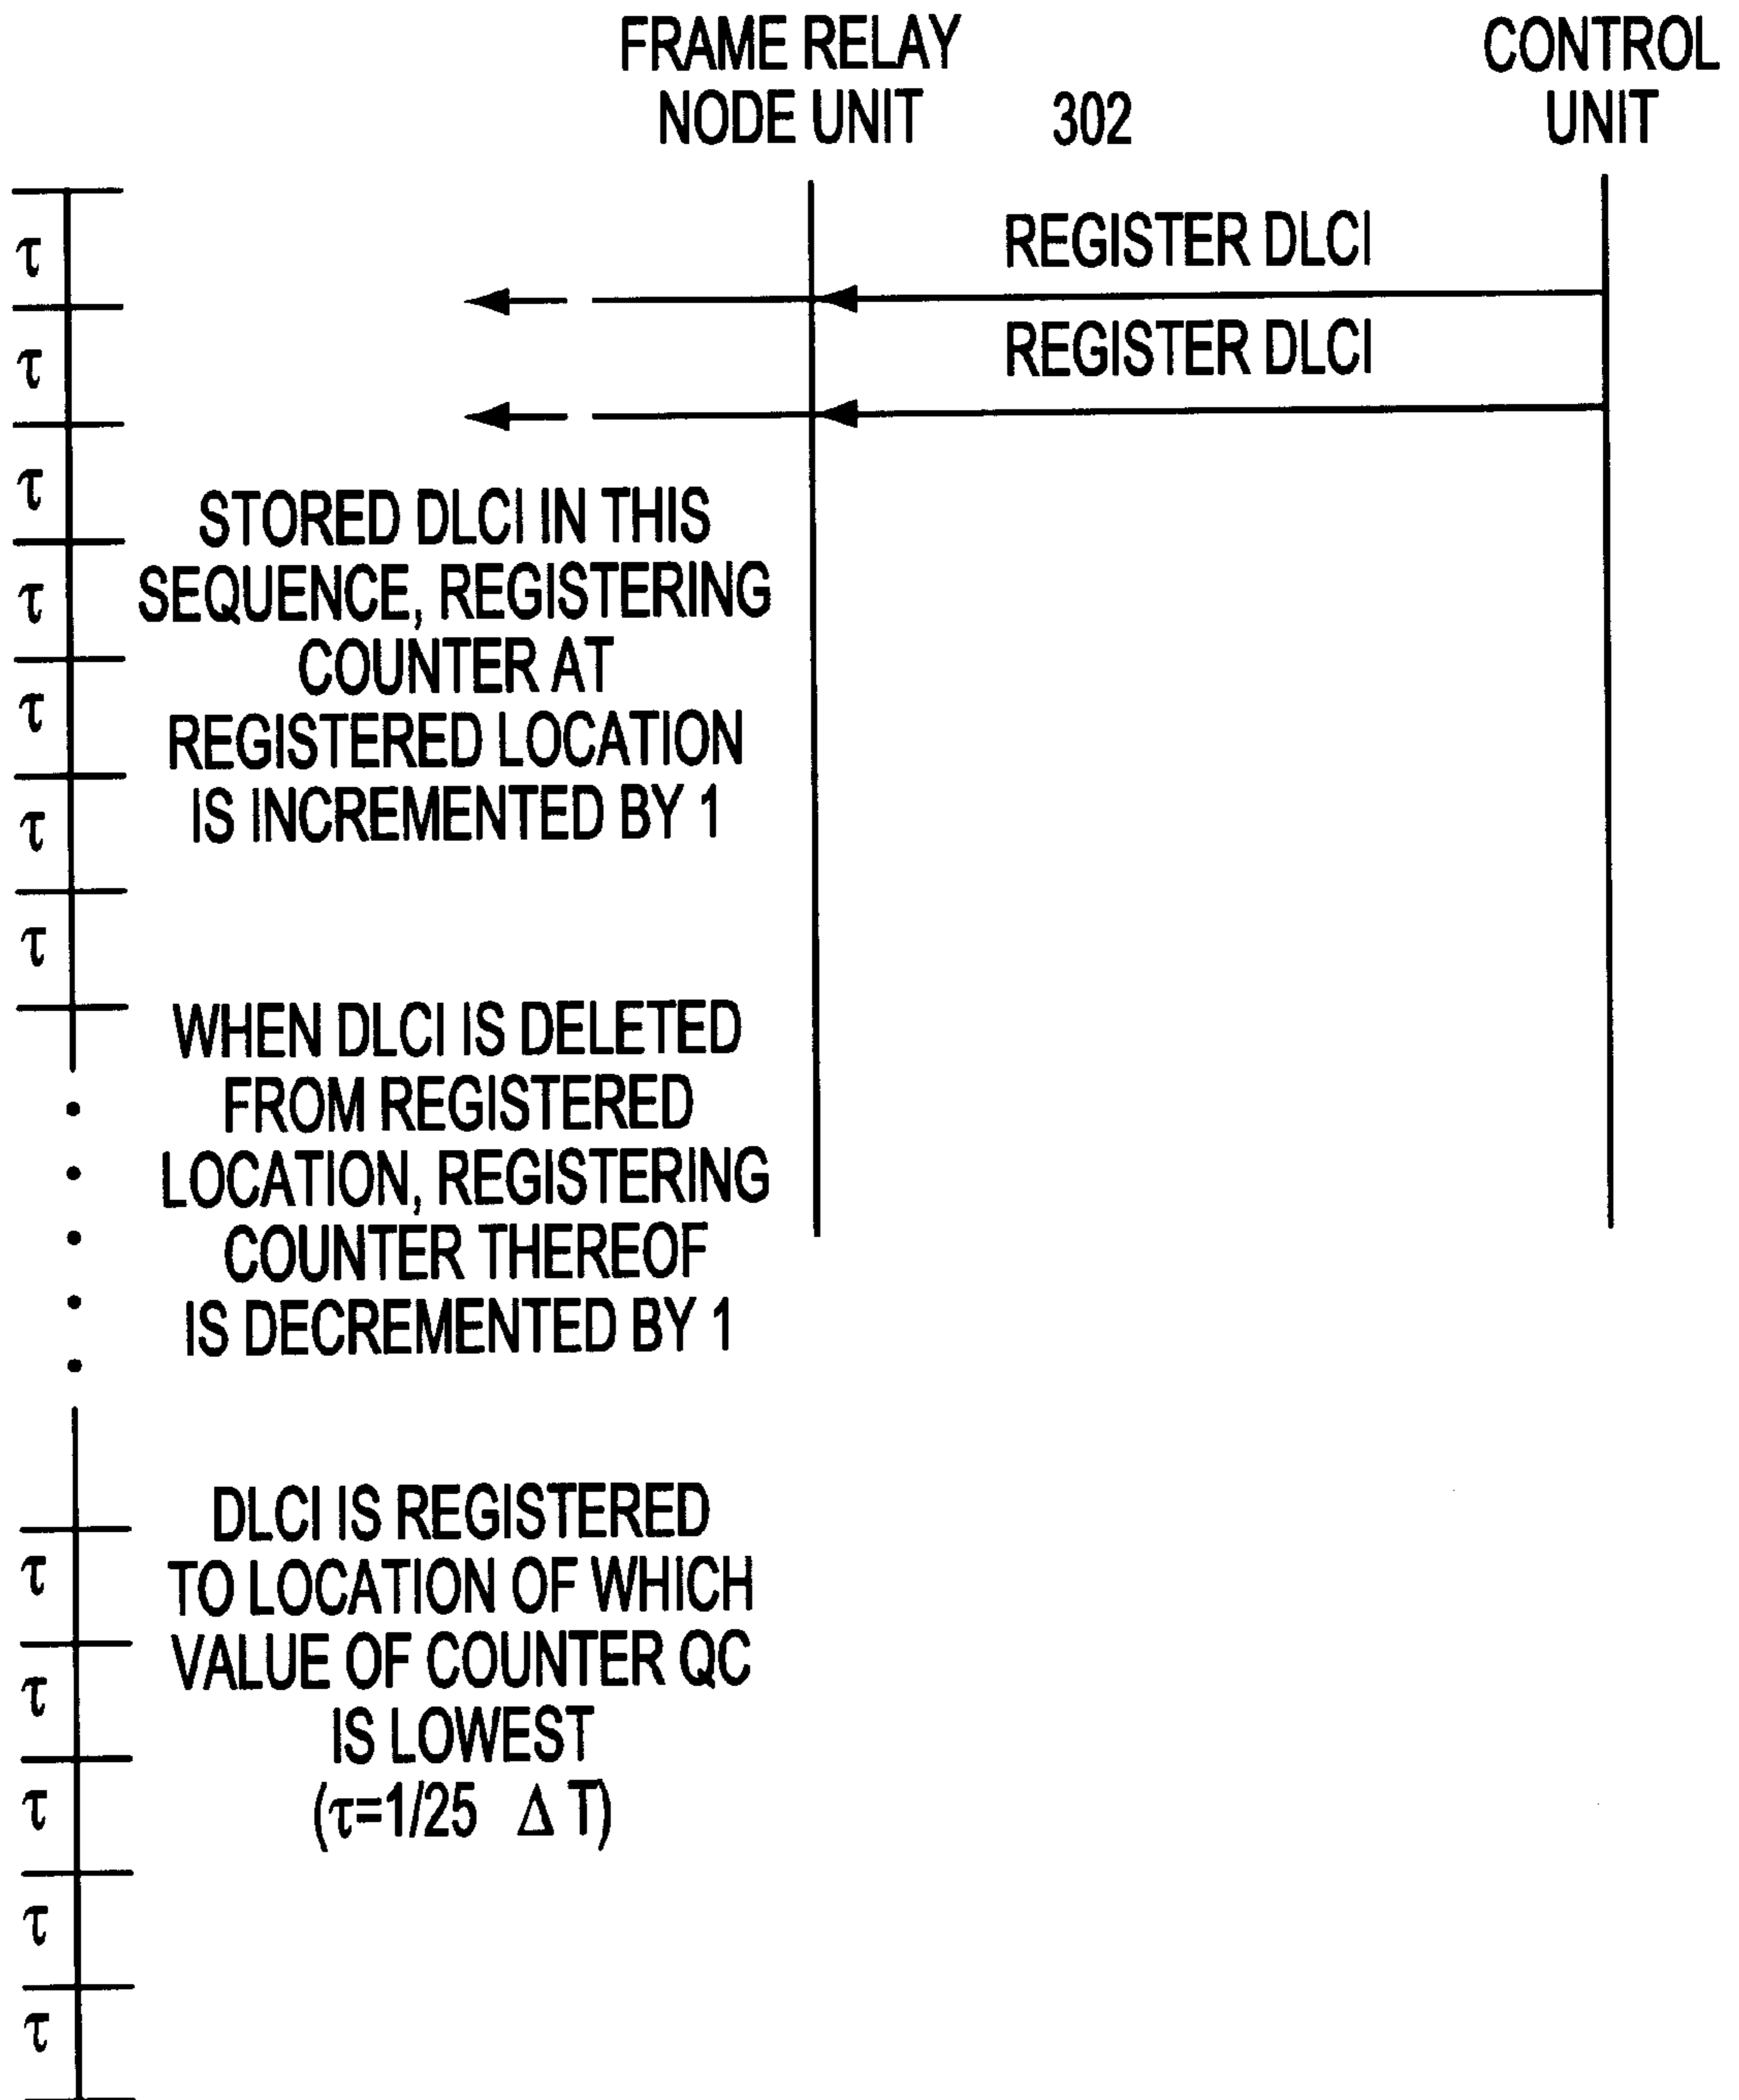 FRAME RELAY
NODE UNIT
302
CONTROL
UNIT
REGISTER DLCI
REGISTER DLCI
τ
τ
τ
τ
τ
τ
τ
STORED DLCI IN THIS
SEQUENCE, REGISTERING
COUNTER AT
REGISTERED LOCATION
IS INCREMENTED BY 1
WHEN DLCI IS DELETED
FROM REGISTERED
LOCATION, REGISTERING
COUNTER THEREOF
IS DECREMENTED BY 1
DLCI IS REGISTERED
TO LOCATION OF WHICH
VALUE OF COUNTER QC
IS LOWEST
(τ=1/25 Δ T)
τ
τ
τ
τ
τ